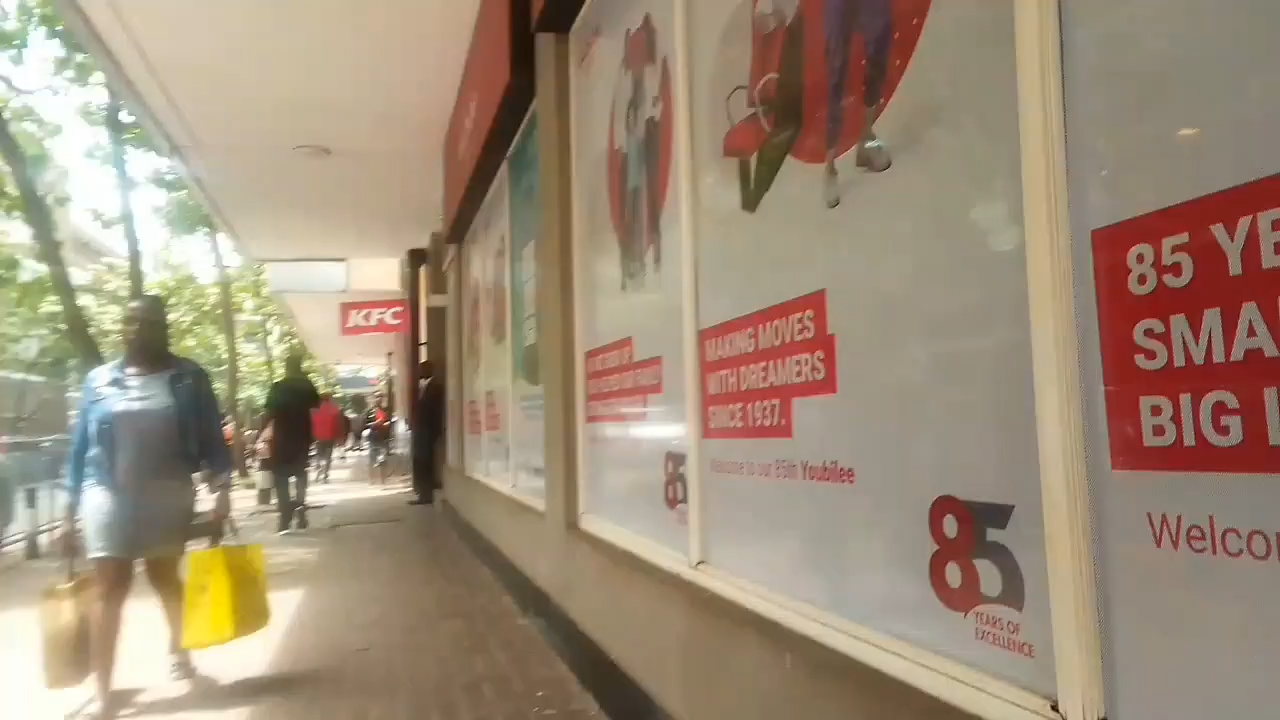 KFC
MAKING MOVES
WITH DREAMERS
SINCE 1937.
Welcome to our 85th Youbilee
85
85
YEARS OF
EXCELLENCE
85 YE
SMA
BIG
Welco